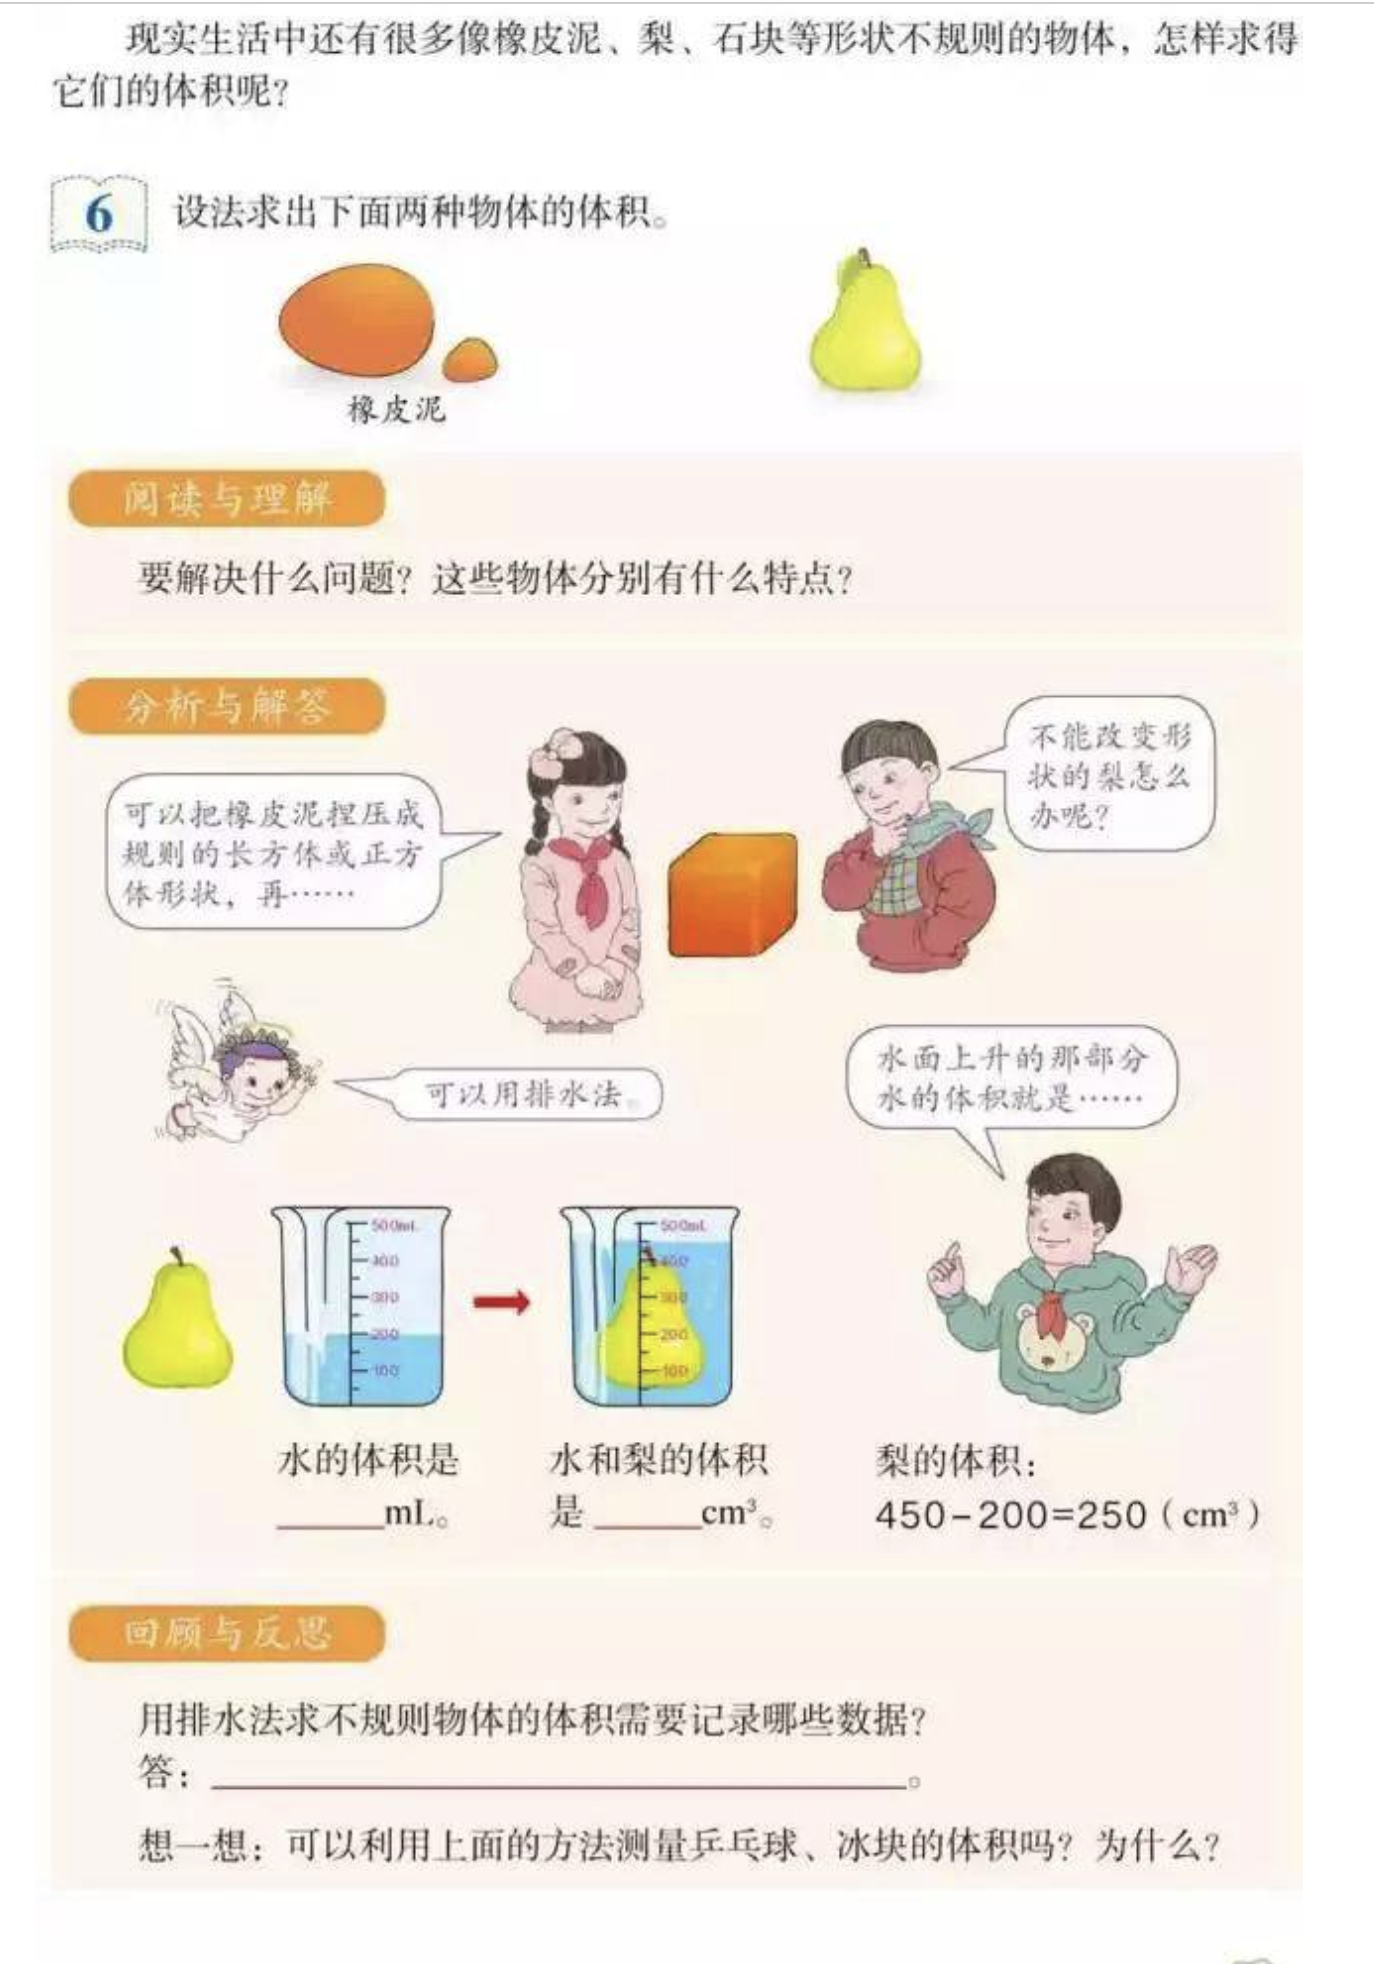 现实生活中还有很多像橡皮泥、梨、石块等形状不规则的物体，怎样求得
它们的体积呢？
6 设法求出下面两种物体的体积。
橡皮泥
阅读与理解
要解决什么问题？这些物体分别有什么特点？
分析与解答
可以把橡皮泥捏压成
规则的长方体或正方
体形状，再……
不能改变形
状的梨怎么
办呢？
可以用排水法。
水面上升的那部分
水的体积就是……
500mL
400
300
200
100
500mL
400
300
200
100
水的体积是
______mL。
水和梨的体积
是______cm³。
梨的体积：
450-200=250（cm³）
回顾与反思
用排水法求不规则物体的体积需要记录哪些数据？
答：______。
想一想：可以利用上面的方法测量乒乓球、冰块的体积吗？为什么？